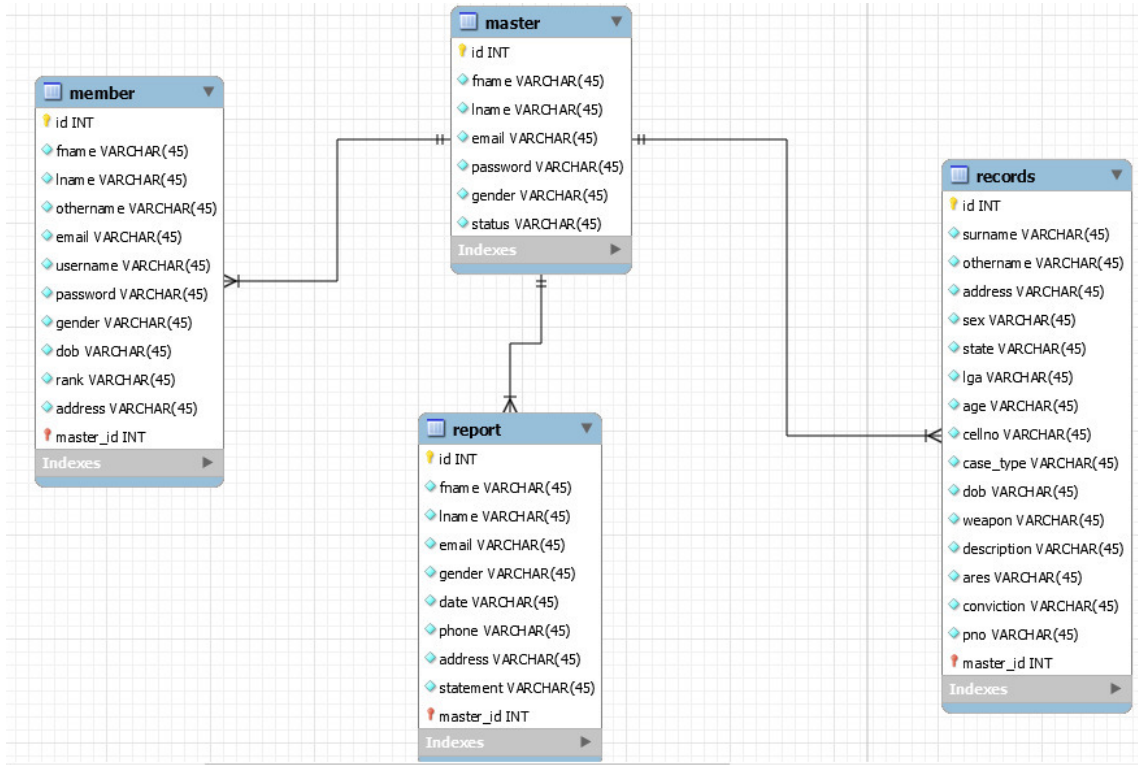 master
id INT
fname VARCHAR(45)
lname VARCHAR(45)
email VARCHAR(45)
password VARCHAR(45)
gender VARCHAR(45)
status VARCHAR(45)
Indexes
member
id INT
fname VARCHAR(45)
lname VARCHAR(45)
othername VARCHAR(45)
email VARCHAR(45)
username VARCHAR(45)
password VARCHAR(45)
gender VARCHAR(45)
dob VARCHAR(45)
rank VARCHAR(45)
address VARCHAR(45)
master_id INT
Indexes
records
id INT
surname VARCHAR(45)
othername VARCHAR(45)
address VARCHAR(45)
sex VARCHAR(45)
state VARCHAR(45)
lga VARCHAR(45)
age VARCHAR(45)
cellno VARCHAR(45)
case_type VARCHAR(45)
dob VARCHAR(45)
weapon VARCHAR(45)
description VARCHAR(45)
ares VARCHAR(45)
conviction VARCHAR(45)
pno VARCHAR(45)
master_id INT
Indexes
report
id INT
fname VARCHAR(45)
lname VARCHAR(45)
email VARCHAR(45)
gender VARCHAR(45)
date VARCHAR(45)
phone VARCHAR(45)
address VARCHAR(45)
statement VARCHAR(45)
master_id INT
Indexes